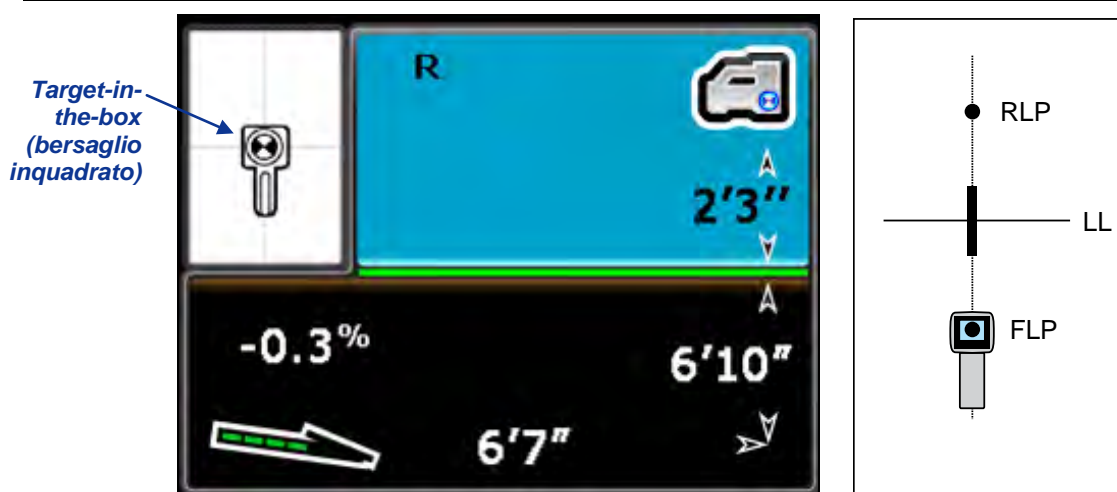 Target-in-
the-box
(bersaglio
inquadrato)
R
2'3"
-0.3%
6'10"
6'7"
RLP
LL
FLP